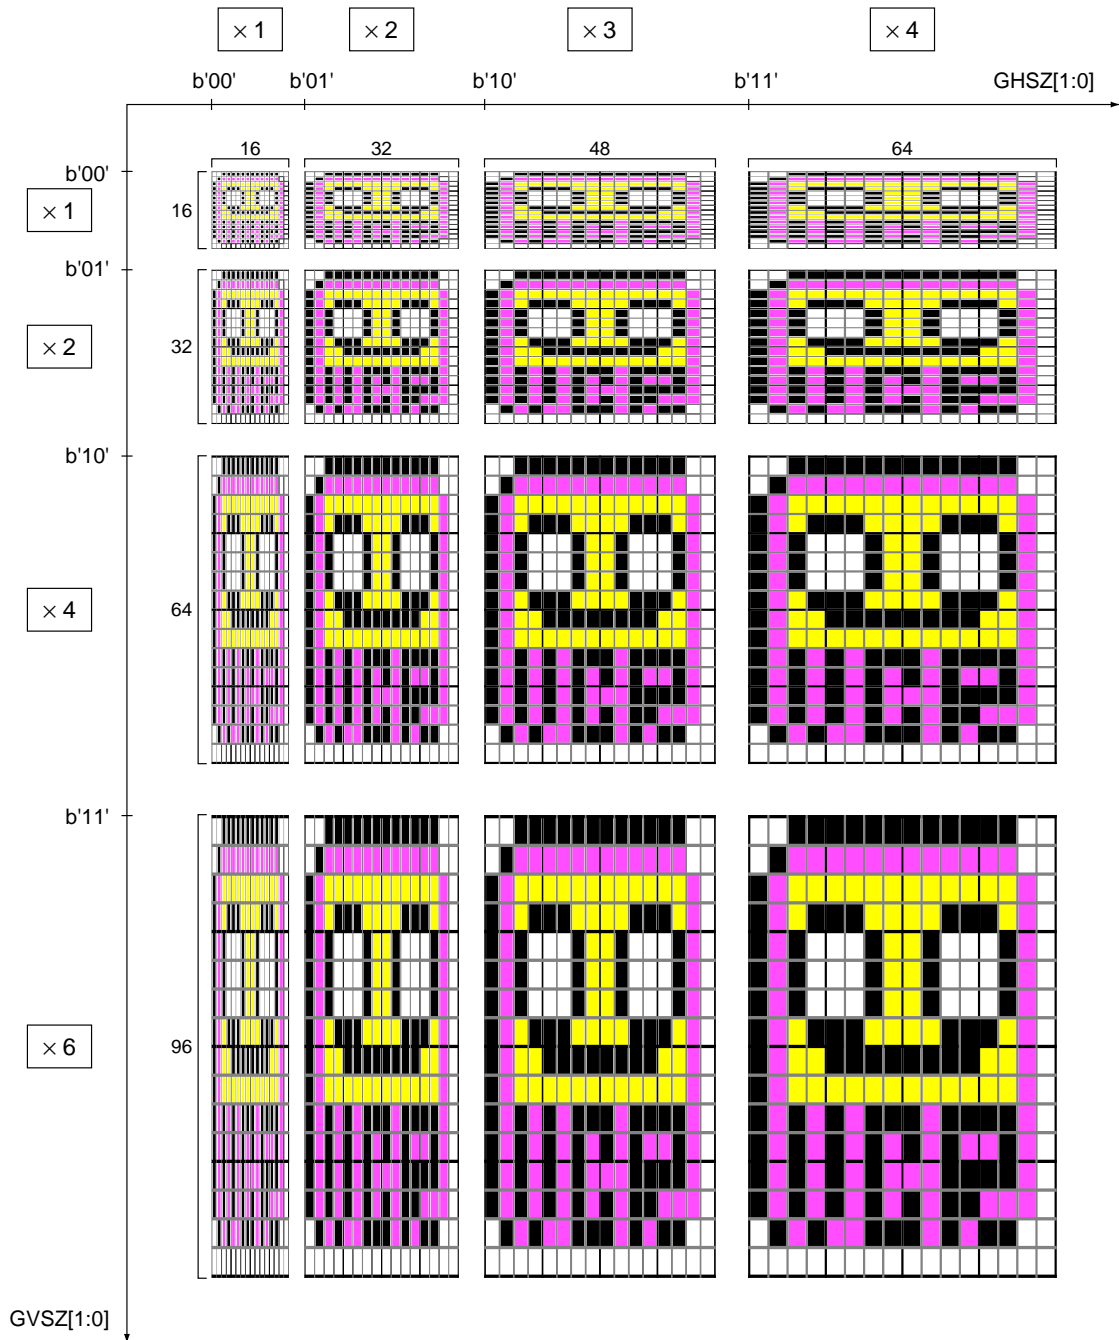 × 1 × 2 × 3 × 4
b'00' b'01' b'10' b'11' GHSZ[1:0]
16 32 48 64
b'00'
× 1 16
b'01'
× 2 32
b'10'
× 4 64
b'11'
× 6 96
GVSZ[1:0]